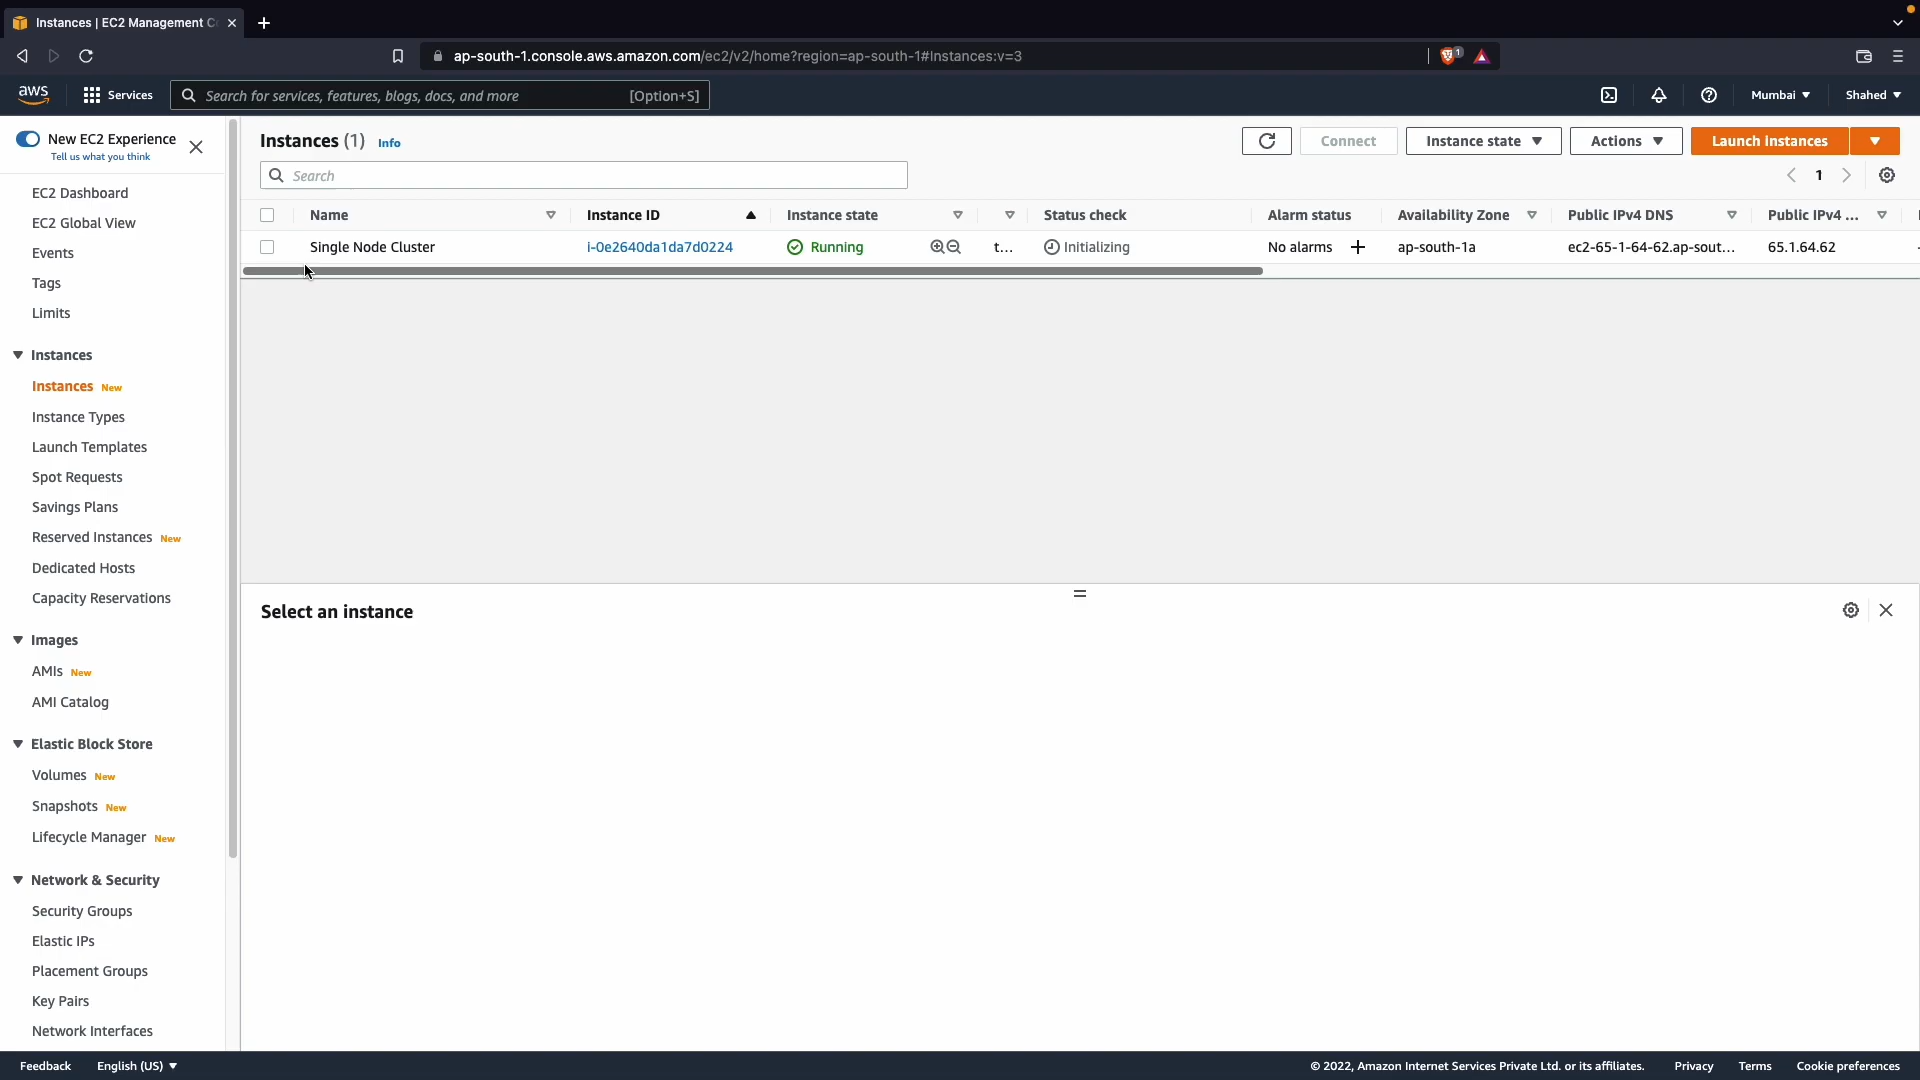 Instances | EC2 Management C
ap-south-1.console.aws.amazon.com/ec2/v2/home?region=ap-south-1#Instances:v=3
1
aws
Services
Search for services, features, blogs, docs, and more
[Option+S]
Mumbai
Shahed
New EC2 Experience
Tell us what you think
EC2 Dashboard
EC2 Global View
Events
Tags
Limits
Instances
Instances New
Instance Types
Launch Templates
Spot Requests
Savings Plans
Reserved Instances New
Dedicated Hosts
Capacity Reservations
Images
AMIs New
AMI Catalog
Elastic Block Store
Volumes New
Snapshots New
Lifecycle Manager New
Network & Security
Security Groups
Elastic IPs
Placement Groups
Key Pairs
Network Interfaces
Instances (1) Info
Connect
Instance state
Actions
Launch Instances
Search
1
Name Instance ID Instance state Status check Alarm status Availability Zone Public IPv4 DNS Public IPv4 ...
Single Node Cluster i-0e2640da1da7d0224 Running t... Initializing No alarms ap-south-1a ec2-65-1-64-62.ap-sout... 65.1.64.62
Select an instance
Feedback English (US) © 2022, Amazon Internet Services Private Ltd. or its affiliates. Privacy Terms Cookie preferences